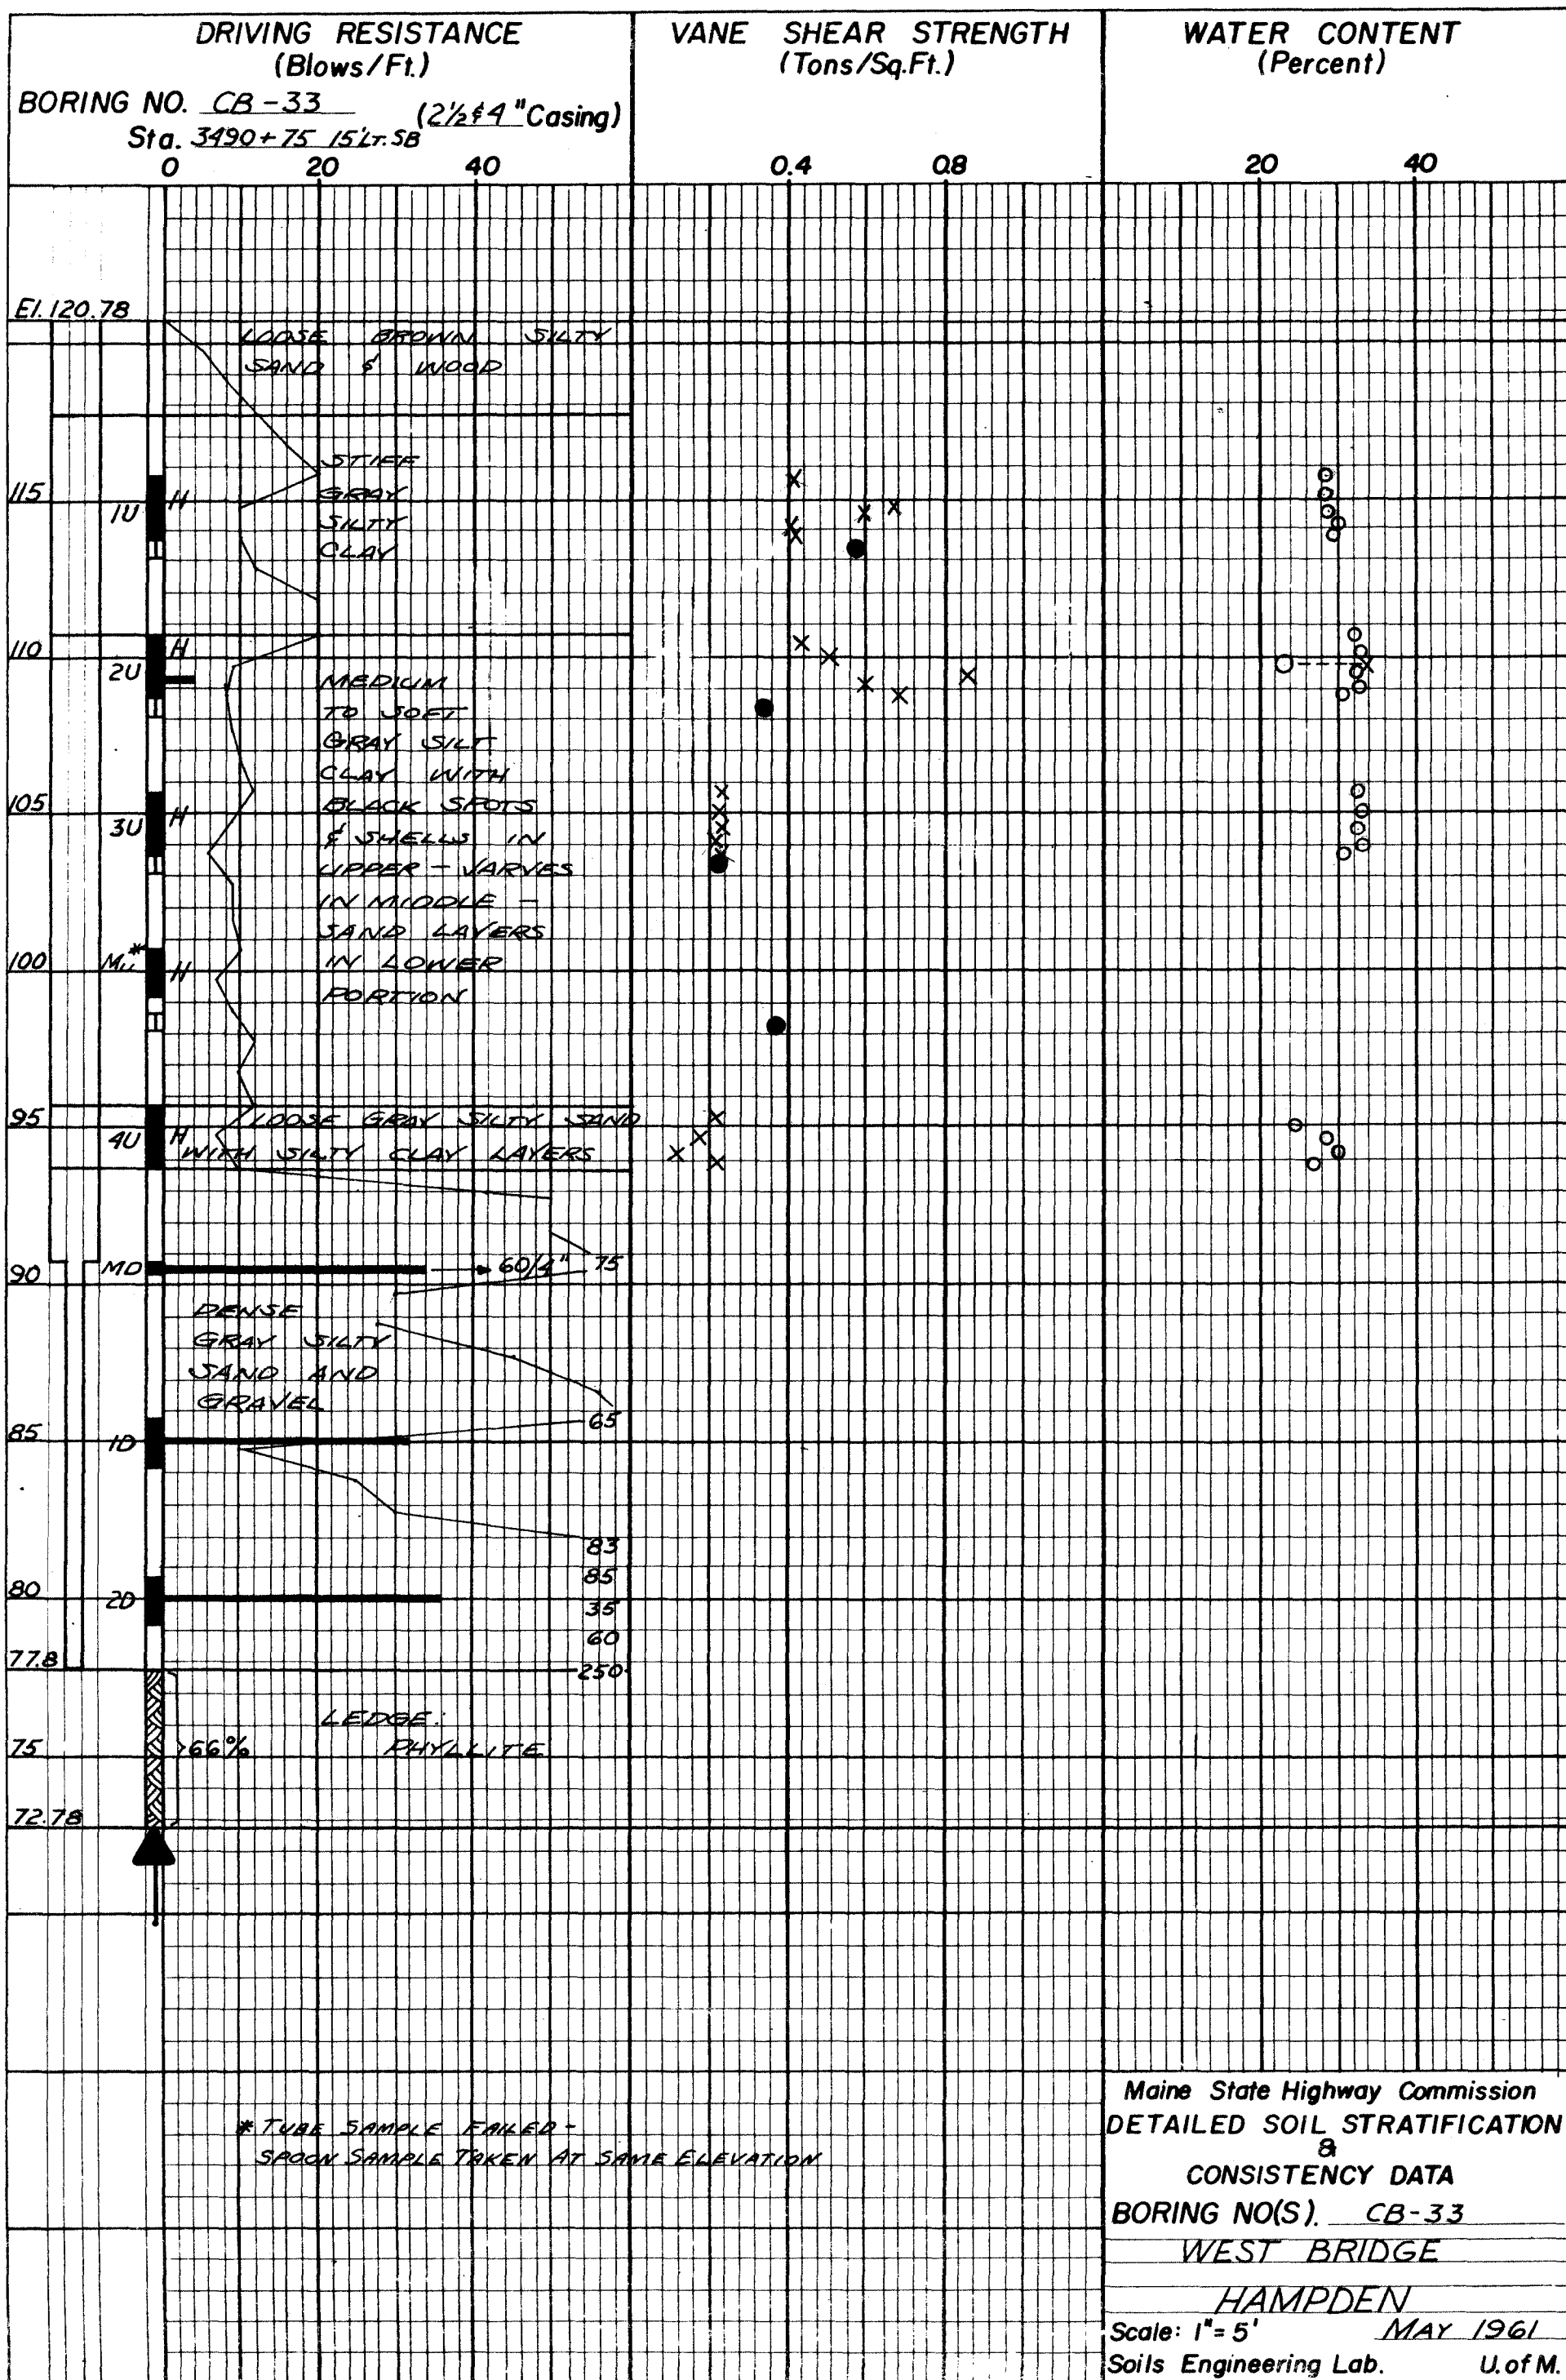 DRIVING RESISTANCE
(Blows/Ft.)
BORING NO. CB-33 (2½ & 4" Casing)
Sta. 3490+75 15' LT. SB
VANE SHEAR STRENGTH
(Tons/Sq.Ft.)
WATER CONTENT
(Percent)
0 20 40 0.4 0.8 20 40
El. 120.78
LOOSE BROWN SILTY
SAND & WOOD
STIFF
GRAY
SILTY
CLAY
115
1U H
110
2U H
MEDIUM
TO SOFT
GRAY SILT
CLAY WITH
BLACK SPOTS
& SHELLS IN
UPPER - VARVES
IN MIDDLE -
SAND LAYERS
IN LOWER
PORTION
105
3U H
100
H
95
4U H
LOOSE GRAY SILTY SAND
WITH SILTY CLAY LAYERS
90
MD 60/4" 75
DENSE
GRAY SILTY
SAND AND
GRAVEL
65
85
1D
83
85
80
2D
35
60
77.8
250
LEDGE:
PHYLLITE
75
66%
72.78
* TUBE SAMPLE FAILED -
SPOON SAMPLE TAKEN AT SAME ELEVATION
Maine State Highway Commission
DETAILED SOIL STRATIFICATION
&
CONSISTENCY DATA
BORING NO(S). CB-33
WEST BRIDGE
HAMPDEN
Scale: 1" = 5' MAY 1961
Soils Engineering Lab. U. of M.